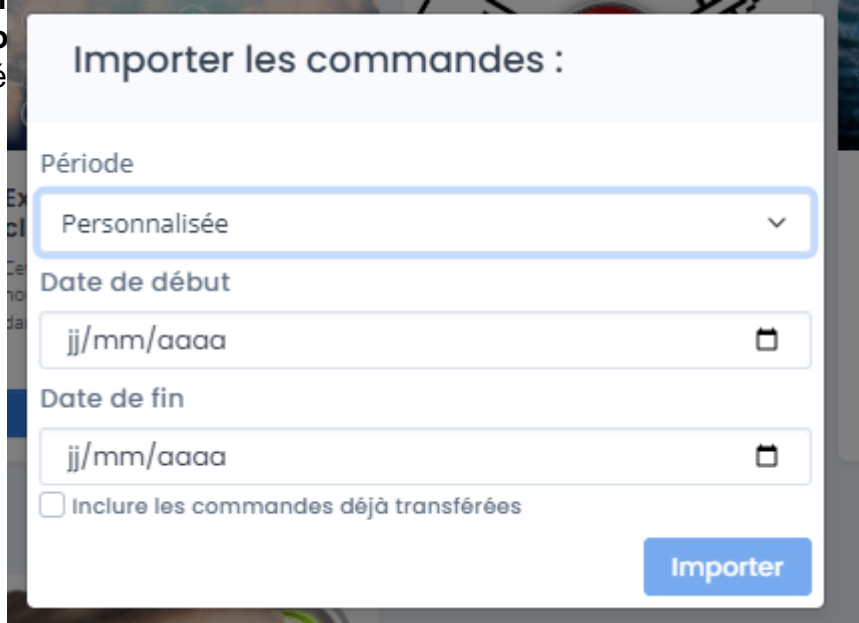 Importer les commandes :
Période
Personnalisée
Date de début
jj/mm/aaaa
Date de fin
jj/mm/aaaa
Inclure les commandes déjà transférées
Importer